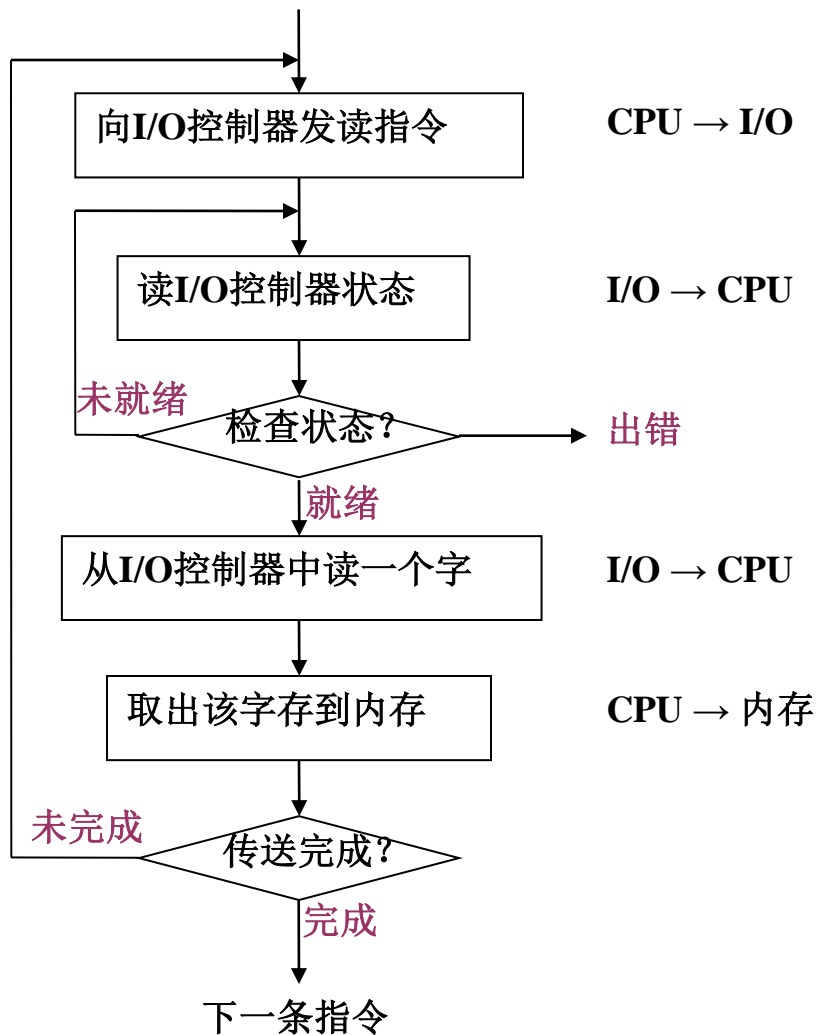 向I/O控制器发读指令
CPU → I/O
读I/O控制器状态
I/O → CPU
未就绪
检查状态？
出错
就绪
从I/O控制器中读一个字
I/O → CPU
取出该字存到内存
CPU → 内存
未完成
传送完成？
完成
下一条指令